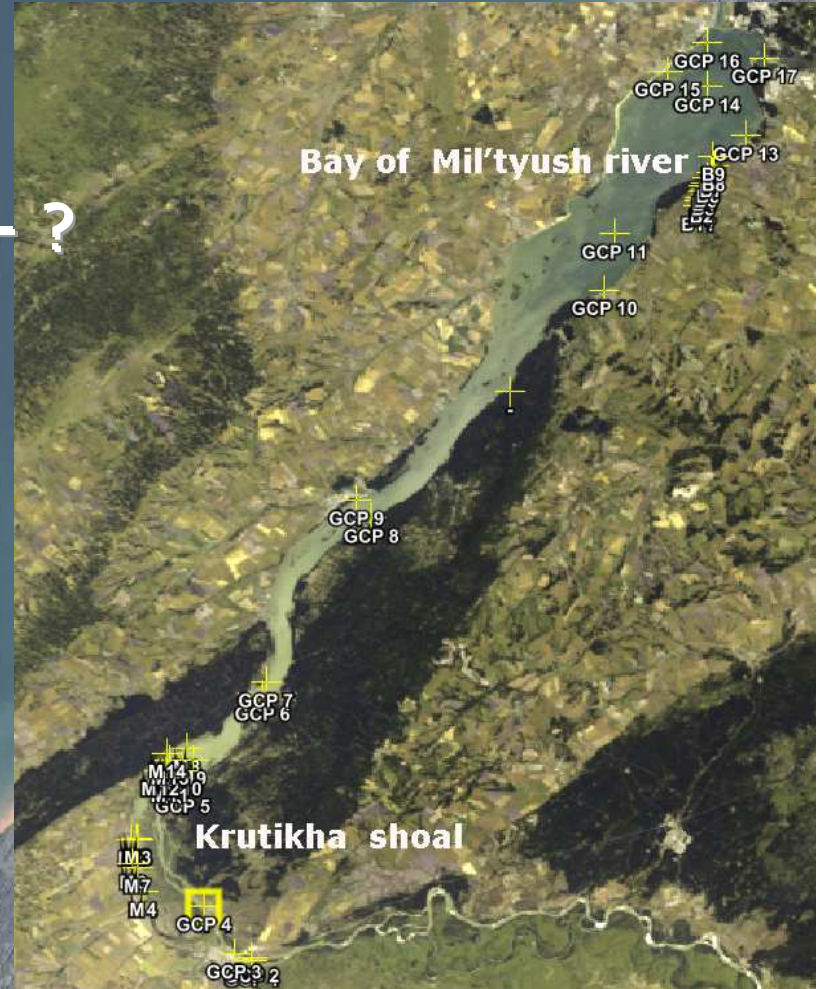 GCP 16
GCP 17
GCP 15
GCP 14
GCP 13
Bay of Mil'tyush river
B9
B8
- ?
GCP 11
GCP 10
GCP 9
GCP 8
GCP 7
GCP 6
M14
GCP 5
Krutikha shoal
M3
M7
M4
GCP 4
GCP 3